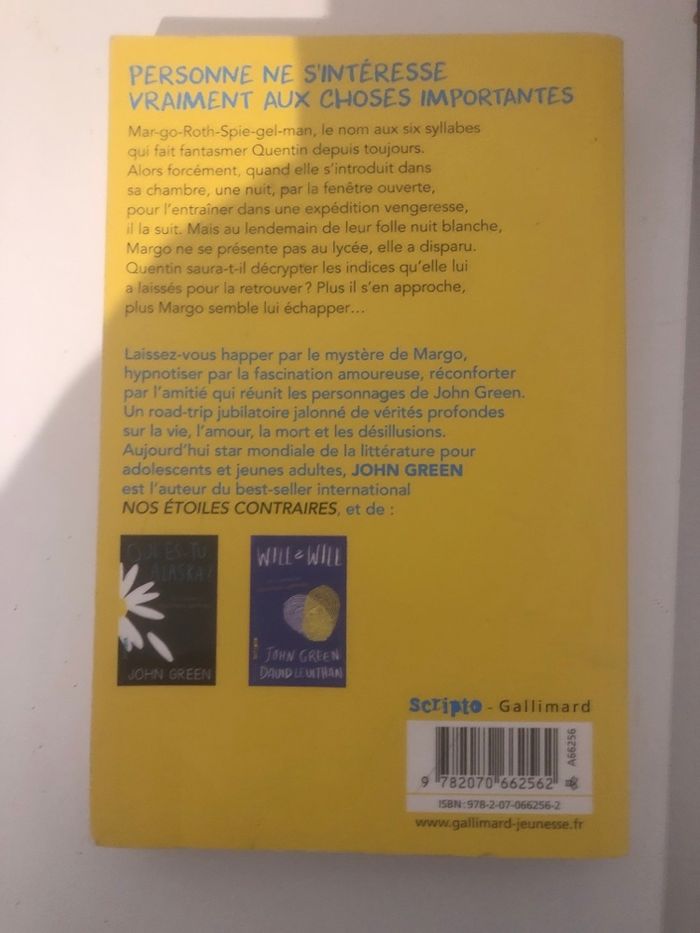 PERSONNE NE S'INTÉRESSE
VRAIMENT AUX CHOSES IMPORTANTES
Mar-go-Roth-Spie-gel-man, le nom aux six syllabes
qui fait fantasmer Quentin depuis toujours.
Alors forcément, quand elle s'introduit dans
sa chambre, une nuit, par la fenêtre ouverte,
pour l'entraîner dans une expédition vengeresse,
il la suit. Mais au lendemain de leur folle nuit blanche,
Margo ne se présente pas au lycée, elle a disparu.
Quentin saura-t-il décrypter les indices qu'elle lui
a laissés pour la retrouver ? Plus il s'en approche,
plus Margo semble lui échapper…
Laissez-vous happer par le mystère de Margo,
hypnotiser par la fascination amoureuse, réconforter
par l'amitié qui réunit les personnages de John Green.
Un road-trip jubilatoire jalonné de vérités profondes
sur la vie, l'amour, la mort et les désillusions.
Aujourd'hui star mondiale de la littérature pour
adolescents et jeunes adultes, JOHN GREEN
est l'auteur du best-seller international
NOS ÉTOILES CONTRAIRES, et de :
QUI ES-TU
ALASKA ?
JOHN GREEN
WILL & WILL
JOHN GREEN
DAVID LEVITHAN
scripto - Gallimard
A66256
9 782070 662562
ISBN : 978-2-07-066256-2
www.gallimard-jeunesse.fr